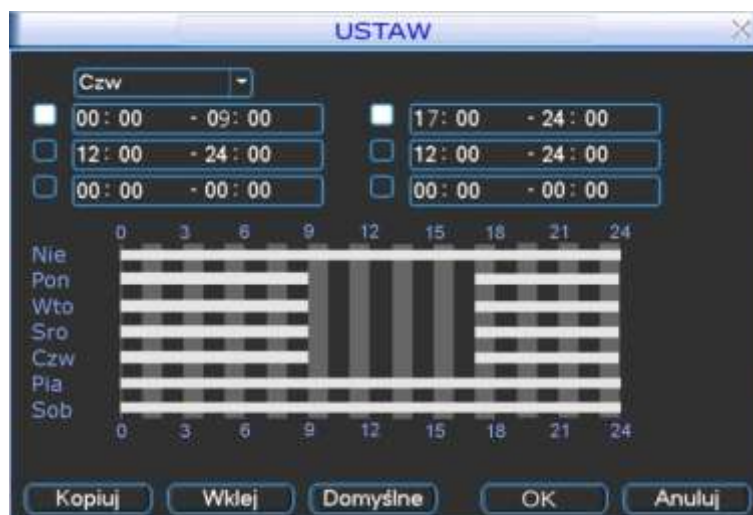 USTAW
Czw
00:00 - 09:00 17:00 - 24:00
12:00 - 24:00 12:00 - 24:00
00:00 - 00:00 00:00 - 00:00
0 3 6 9 12 15 18 21 24
Nie
Pon
Wto
Sro
Czw
Pia
Sob
0 3 6 9 12 15 18 21 24
Kopiuj Wklej Domyślne OK Anuluj